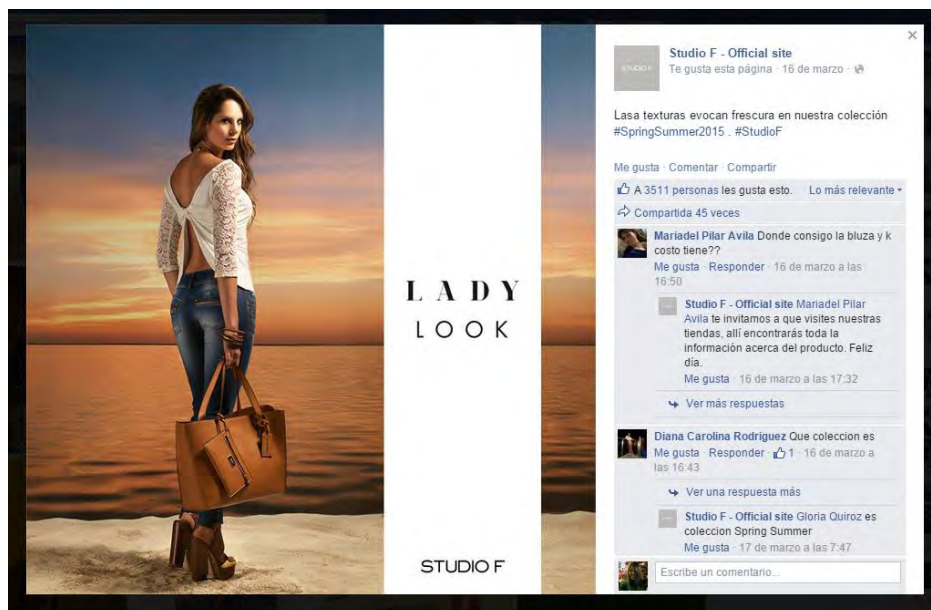 LADY
LOOK
STUDIO F
STUDIO F
Studio F - Official site
Te gusta esta página · 16 de marzo ·
Lasa texturas evocan frescura en nuestra colección
#SpringSummer2015 . #StudioF
Me gusta · Comentar · Compartir
A 3511 personas les gusta esto. Lo más relevante
Compartida 45 veces
Mariadel Pilar Avila Donde consigo la bluza y k
costo tiene??
Me gusta · Responder · 16 de marzo a las
16:50
Studio F - Official site Mariadel Pilar
Avila te invitamos a que visites nuestras
tiendas, allí encontrarás toda la
información acerca del producto. Feliz
día.
Me gusta · 16 de marzo a las 17:32
Ver más respuestas
Diana Carolina Rodriguez Que coleccion es
Me gusta · Responder · 1 · 16 de marzo a
las 16:43
Ver una respuesta más
Studio F - Official site Gloria Quiroz es
coleccion Spring Summer
Me gusta · 17 de marzo a las 7:47
Escribe un comentario...